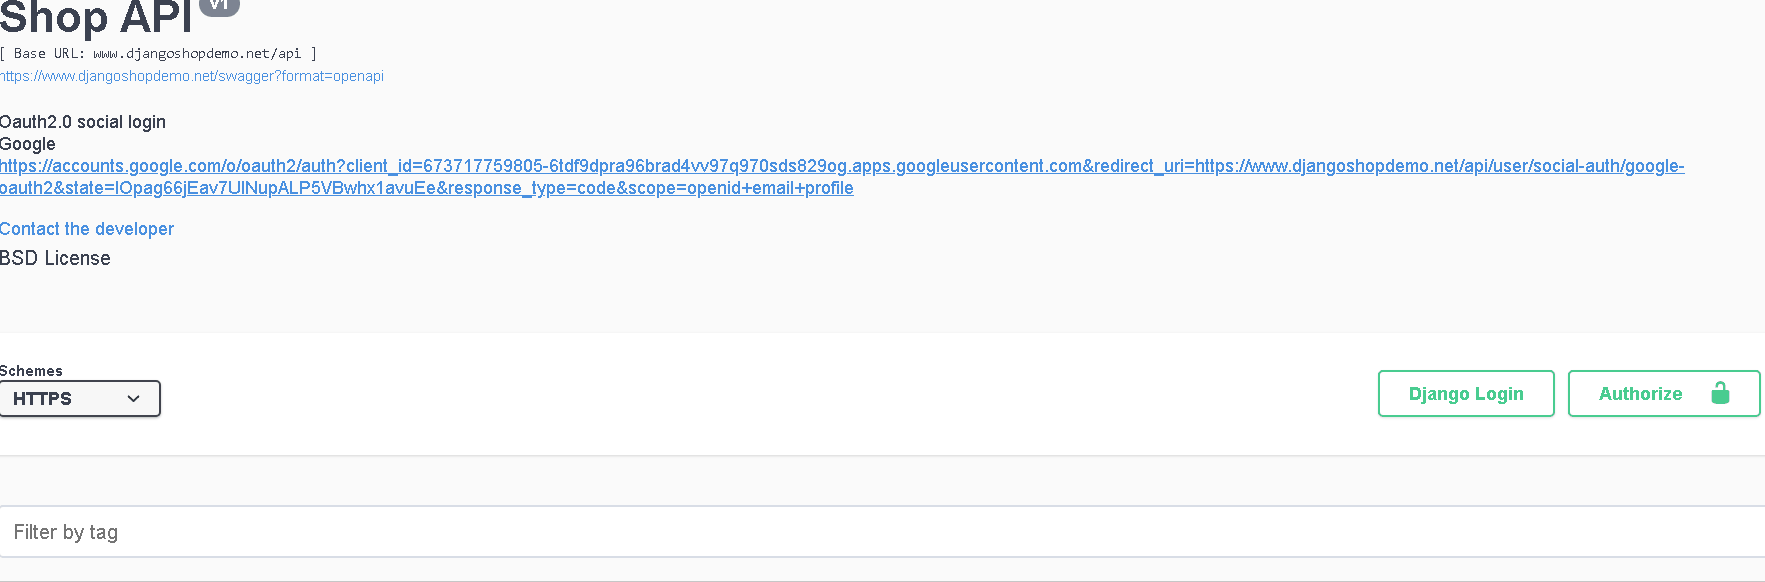 Shop API v1
[ Base URL: www.djangoshopdemo.net/api ]
https://www.djangoshopdemo.net/swagger?format=openapi
Oauth2.0 social login
Google
https://accounts.google.com/o/oauth2/auth?client_id=673717759805-6tdf9dpra96brad4vv97q970sds829og.apps.googleusercontent.com&redirect_uri=https://www.djangoshopdemo.net/api/user/social-auth/google-
oauth2&state=IOpag66jEav7UINupALP5VBwhx1avuEe&response_type=code&scope=openid+email+profile
Contact the developer
BSD License
Schemes
HTTPS
Django Login
Authorize
Filter by tag